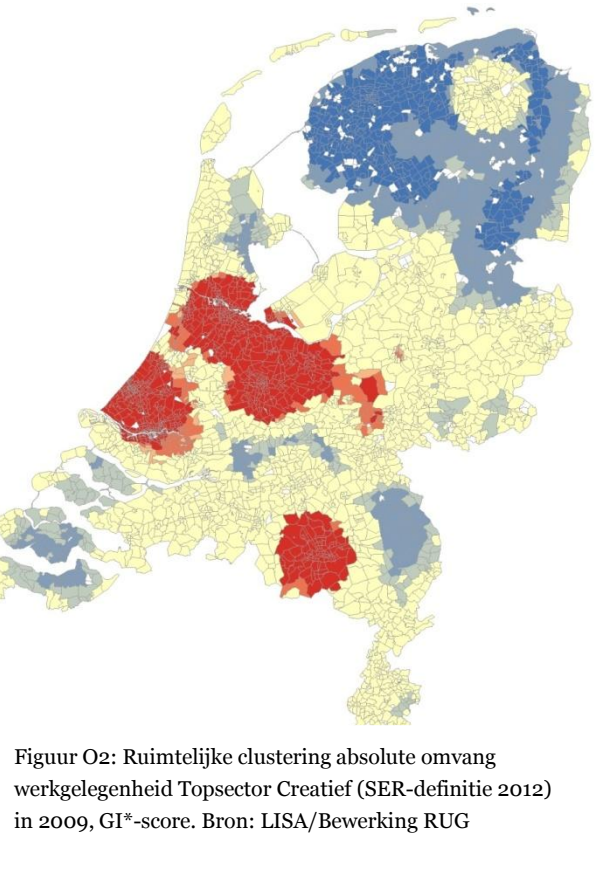 Figuur O2: Ruimtelijke clustering absolute omvang
werkgelegenheid Topsector Creatief (SER-definitie 2012)
in 2009, GI*-score. Bron: LISA/Bewerking RUG